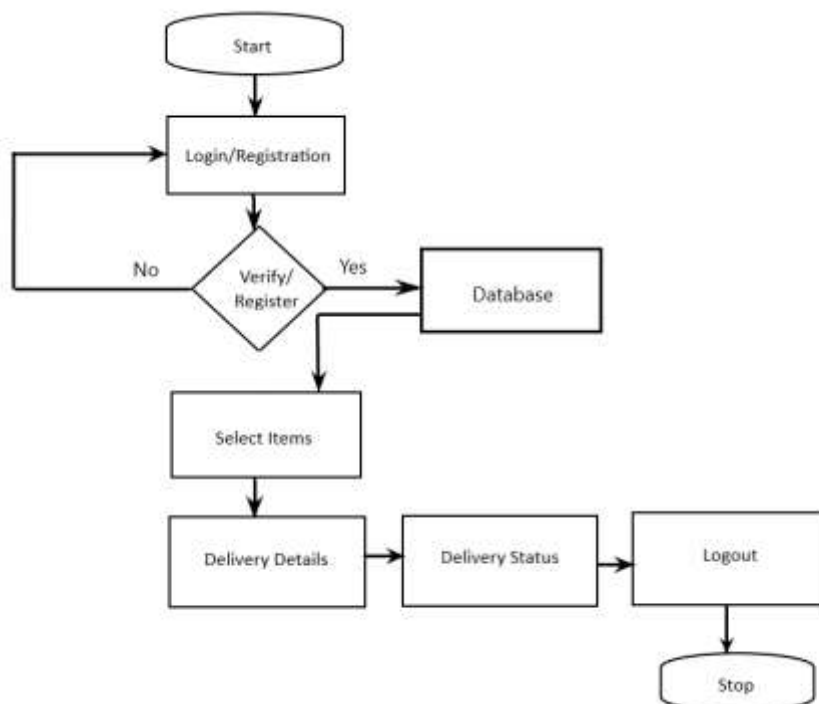 Start
Login/Registration
No
Verify/
Register
Yes
Database
Select Items
Delivery Details
Delivery Status
Logout
Stop